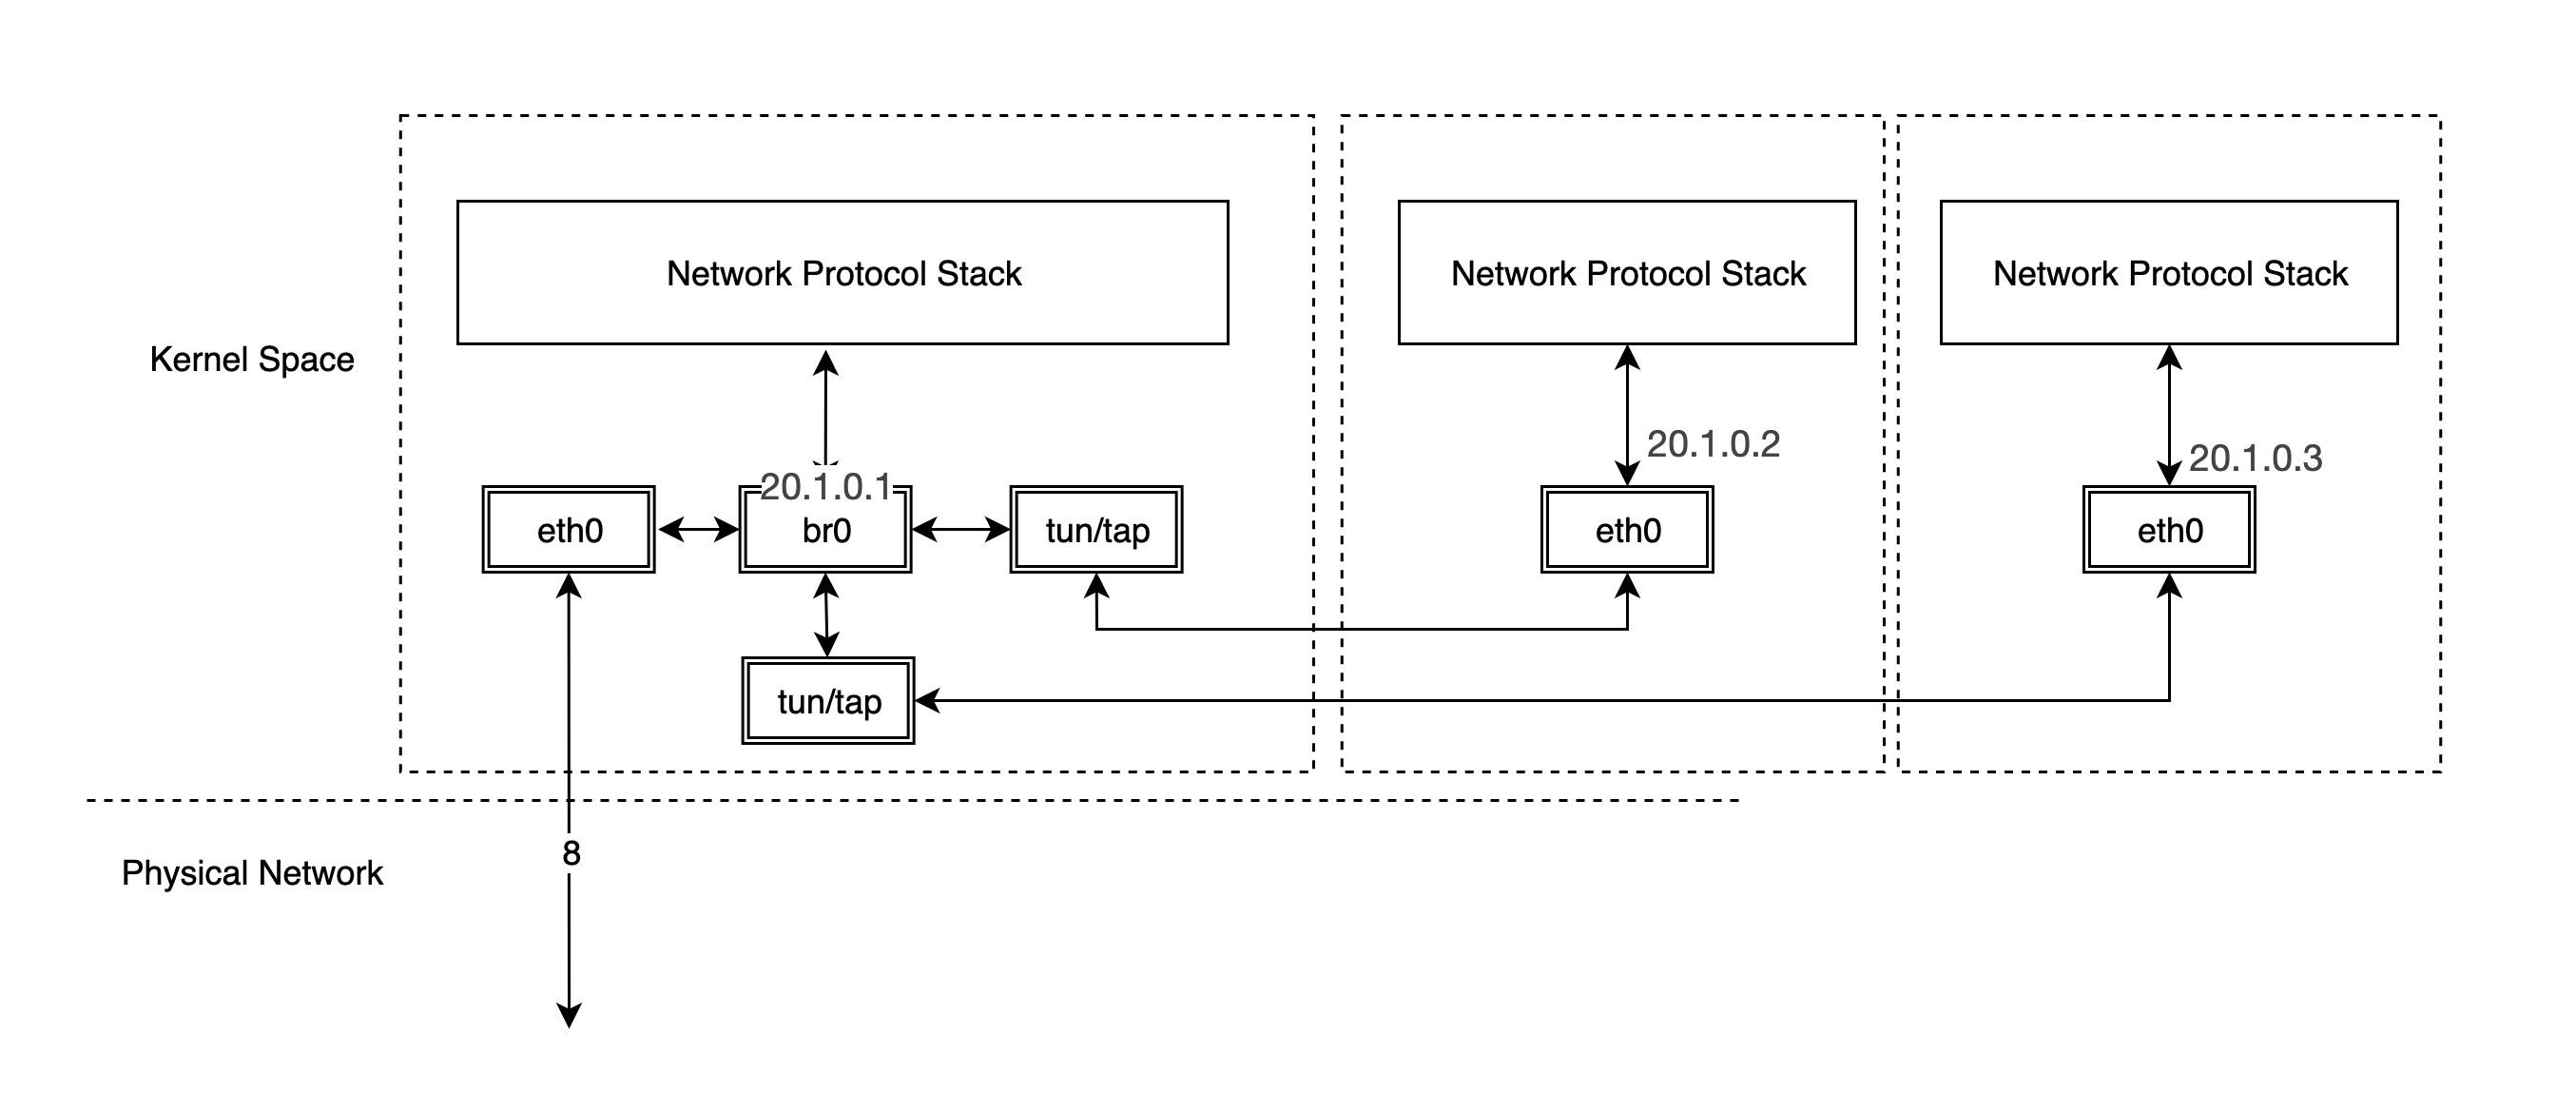 Network Protocol Stack
Network Protocol Stack
Network Protocol Stack
Kernel Space
20.1.0.2
20.1.0.3
20.1.0.1
eth0
br0
tun/tap
eth0
eth0
tun/tap
8
Physical Network